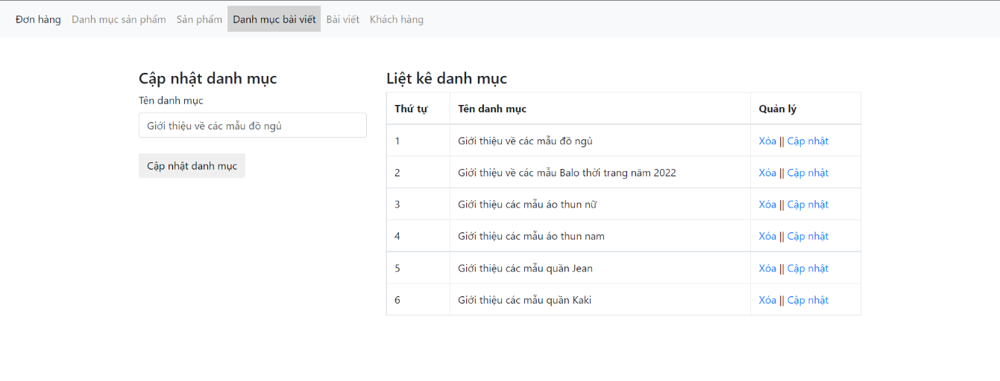 Đơn hàng Danh mục sản phẩm Sản phẩm Danh mục bài viết Bài viết Khách hàng
Cập nhật danh mục
Tên danh mục
Giới thiệu về các mẫu đồ ngủ
Cập nhật danh mục
Liệt kê danh mục
Thứ tự Tên danh mục Quản lý
1 Giới thiệu về các mẫu đồ ngủ Xóa || Cập nhật
2 Giới thiệu về các mẫu Balo thời trang năm 2022 Xóa || Cập nhật
3 Giới thiệu các mẫu áo thun nữ Xóa || Cập nhật
4 Giới thiệu các mẫu áo thun nam Xóa || Cập nhật
5 Giới thiệu các mẫu quần Jean Xóa || Cập nhật
6 Giới thiệu các mẫu quần Kaki Xóa || Cập nhật